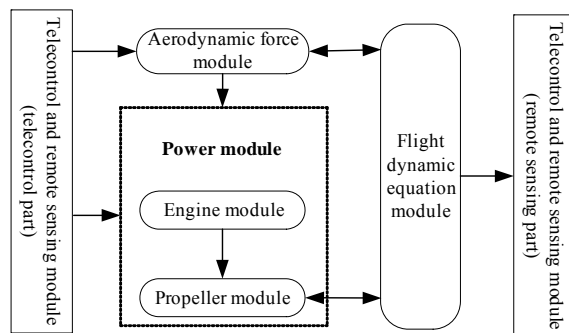 Telecontrol and remote sensing module
(telecontrol part)
Aerodynamic force
module
Power module
Engine module
Propeller module
Flight
dynamic
equation
module
Telecontrol and remote sensing module
(remote sensing part)